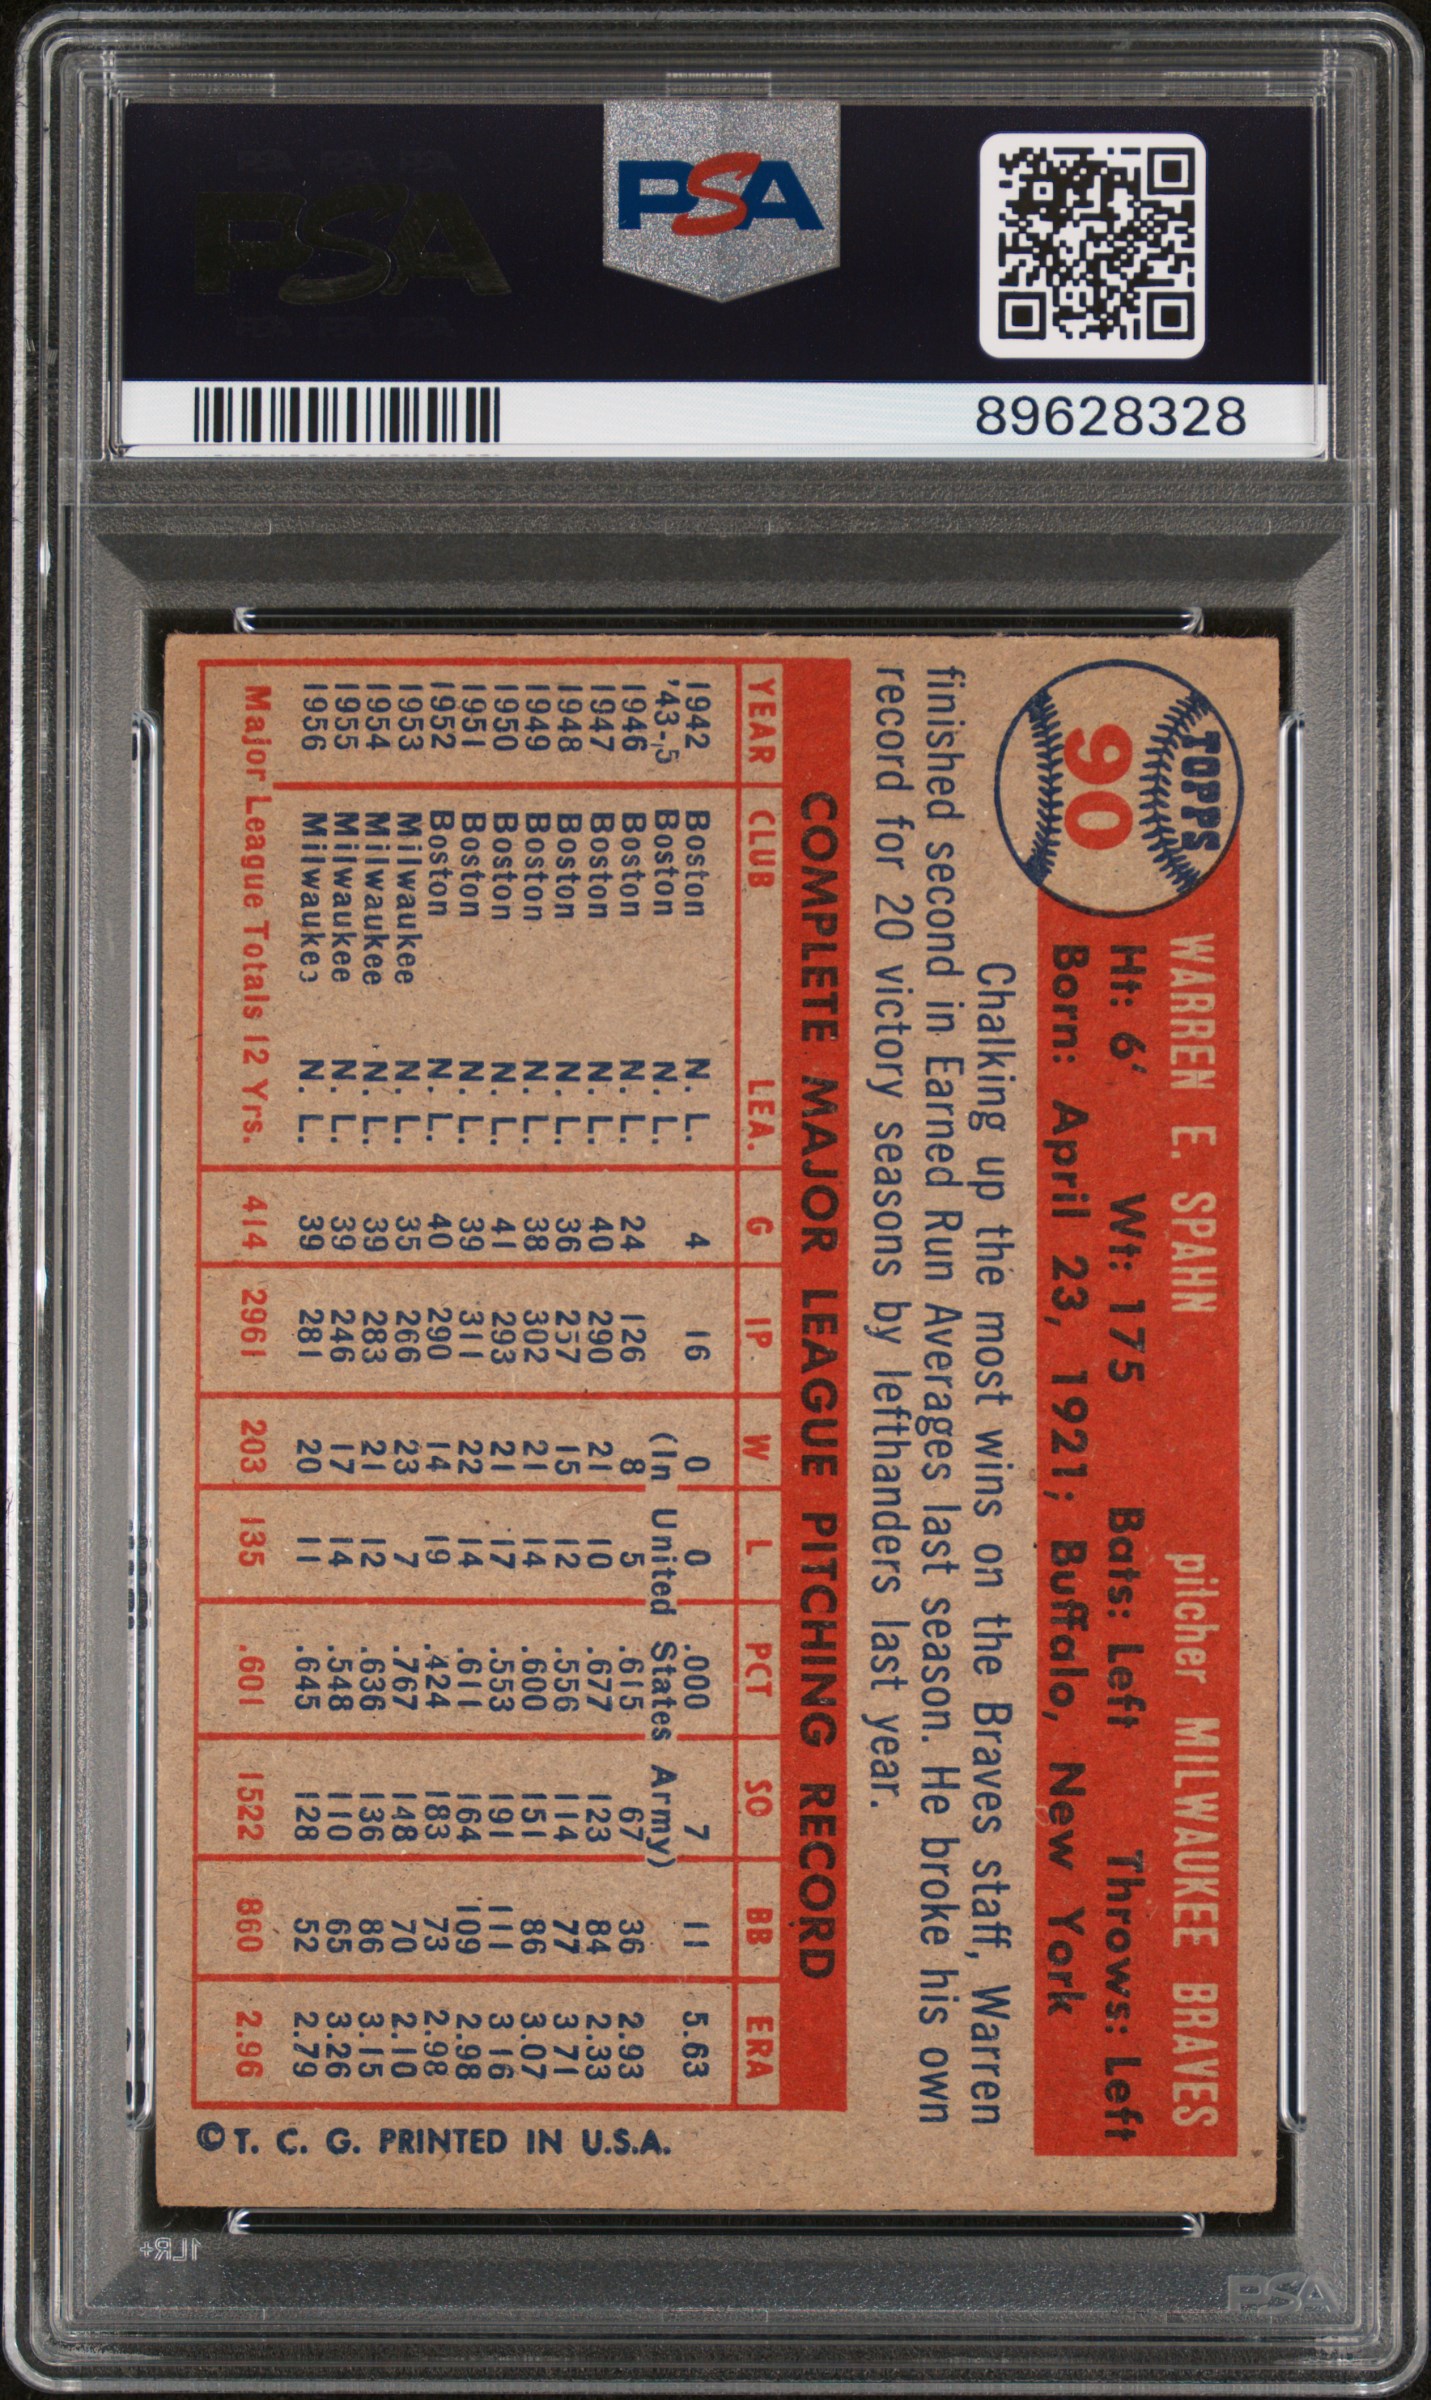 PSA
PSA
89628328
TOPPS
90
WARREN E. SPAHN pitcher MILWAUKEE BRAVES
Ht: 6' Wt: 175 Bats: Left Throws: Left
Born: April 23, 1921; Buffalo, New York
Chalking up the most wins on the Braves staff, Warren
finished second in Earned Run Averages last season. He broke his own
record for 20 victory seasons by lefthanders last year.
COMPLETE MAJOR LEAGUE PITCHING RECORD
YEAR CLUB LEA. G IP W L PCT SO BB ERA
1942 Boston N. L. 4 16 0 0 .000 7 11 5.63
'43-,5 Boston N. L. (In United States Army)
1946 Boston N. L. 24 126 8 5 .615 67 36 2.93
1947 Boston N. L. 40 290 21 10 .677 123 84 2.33
1948 Boston N. L. 36 257 15 12 .556 114 77 3.71
1949 Boston N. L. 38 302 21 14 .600 151 86 3.07
1950 Boston N. L. 41 293 21 17 .553 191 111 3.16
1951 Boston N. L. 39 311 22 14 .611 164 109 2.98
1952 Boston N. L. 40 290 14 19 .424 183 73 2.98
1953 Milwaukee N. L. 35 266 23 7 .767 148 70 2.10
1954 Milwaukee N. L. 39 283 21 12 .636 136 86 3.15
1955 Milwaukee N. L. 39 246 17 14 .548 110 65 3.26
1956 Milwaukee N. L. 39 281 20 11 .645 128 52 2.79
Major League Totals 12 Yrs. 414 2961 203 135 .601 1522 860 2.96
© T. C. G. PRINTED IN U.S.A.
1LR+
PSA